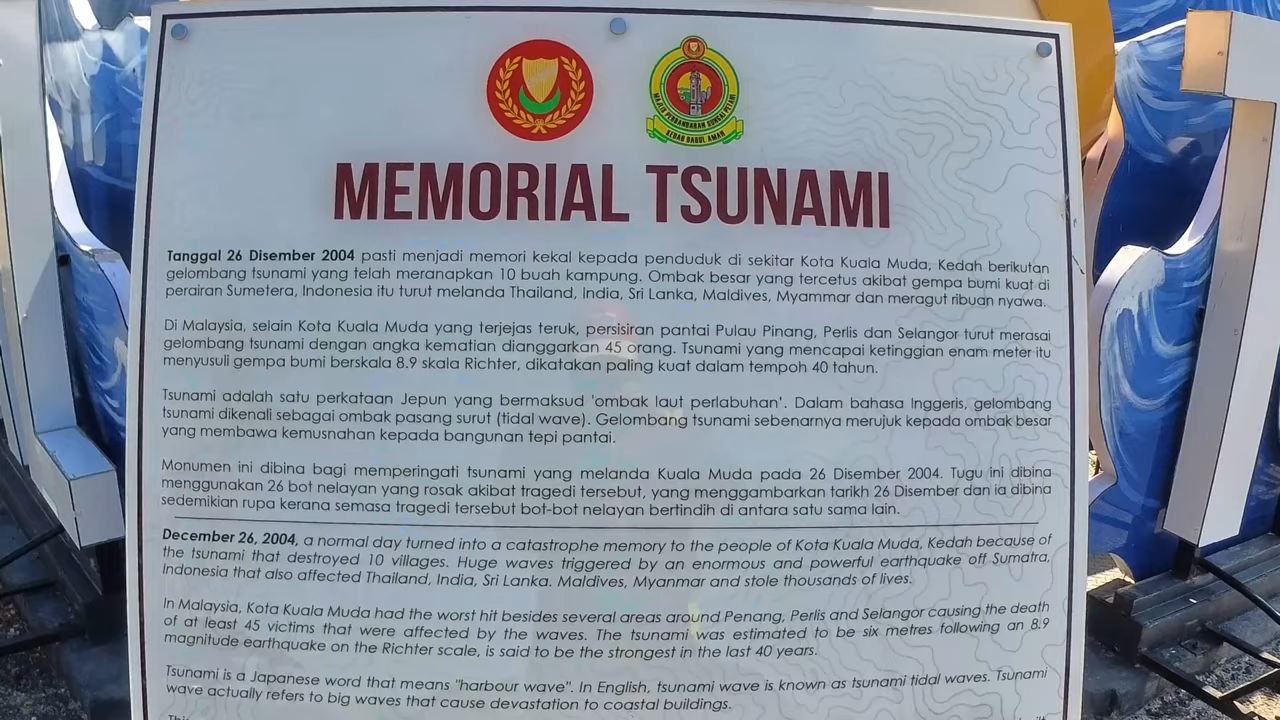 MAJLIS PERBANDARAN SUNGAI PETANI
KEDAH DARUL AMAN
MEMORIAL TSUNAMI
Tanggal 26 Disember 2004 pasti menjadi memori kekal kepada penduduk di sekitar Kota Kuala Muda, Kedah berikutan
gelombang tsunami yang telah meranapkan 10 buah kampung. Ombak besar yang tercetus akibat gempa bumi kuat di
perairan Sumetera, Indonesia itu turut melanda Thailand, India, Sri Lanka, Maldives, Myammar dan meragut ribuan nyawa.
Di Malaysia, selain Kota Kuala Muda yang terjejas teruk, persisiran pantai Pulau Pinang, Perlis dan Selangor turut merasai
gelombang tsunami dengan angka kematian dianggarkan 45 orang. Tsunami yang mencapai ketinggian enam meter itu
menyusuli gempa bumi berskala 8.9 skala Richter, dikatakan paling kuat dalam tempoh 40 tahun.
Tsunami adalah satu perkataan Jepun yang bermaksud 'ombak laut perlabuhan'. Dalam bahasa Inggeris, gelombang
tsunami dikenali sebagai ombak pasang surut (tidal wave). Gelombang tsunami sebenarnya merujuk kepada ombak besar
yang membawa kemusnahan kepada bangunan tepi pantai.
Monumen ini dibina bagi memperingati tsunami yang melanda Kuala Muda pada 26 Disember 2004. Tugu ini dibina
menggunakan 26 bot nelayan yang rosak akibat tragedi tersebut, yang menggambarkan tarikh 26 Disember dan ia dibina
sedemikian rupa kerana semasa tragedi tersebut bot-bot nelayan bertindih di antara satu sama lain.
December 26, 2004, a normal day turned into a catastrophe memory to the people of Kota Kuala Muda, Kedah because of
the tsunami that destroyed 10 villages. Huge waves triggered by an enormous and powerful earthquake off Sumatra,
Indonesia that also affected Thailand, India, Sri Lanka. Maldives, Myanmar and stole thousands of lives.
In Malaysia, Kota Kuala Muda had the worst hit besides several areas around Penang, Perlis and Selangor causing the death
of at least 45 victims that were affected by the waves. The tsunami was estimated to be six metres following an 8.9
magnitude earthquake on the Richter scale, is said to be the strongest in the last 40 years.
Tsunami is a Japanese word that means "harbour wave". In English, tsunami wave is known as tsunami tidal waves. Tsunami
wave actually refers to big waves that cause devastation to coastal buildings.